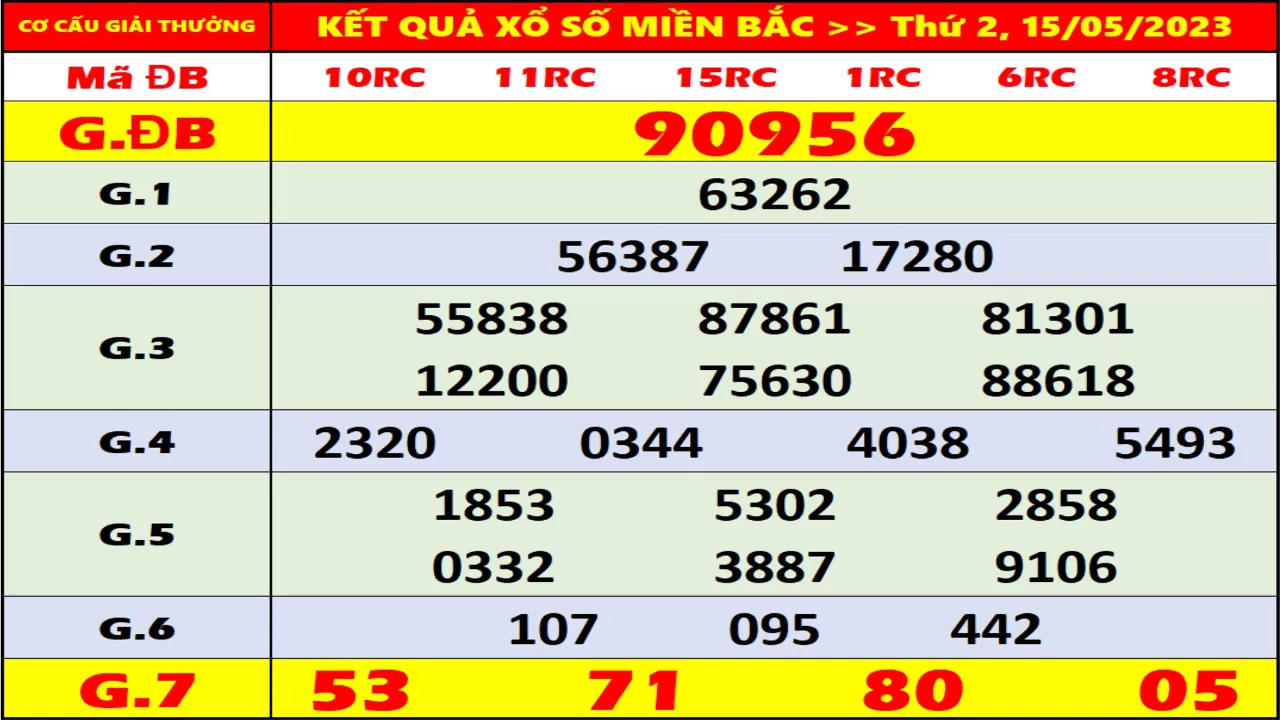 CƠ CẤU GIẢI THƯỞNG KẾT QUẢ XỔ SỐ MIỀN BẮC >> Thứ 2, 15/05/2023
Mã ĐB 10RC 11RC 15RC 1RC 6RC 8RC
G.ĐB 90956
G.1 63262
G.2 56387 17280
G.3 55838 87861 81301
12200 75630 88618
G.4 2320 0344 4038 5493
G.5 1853 5302 2858
0332 3887 9106
G.6 107 095 442
G.7 53 71 80 05